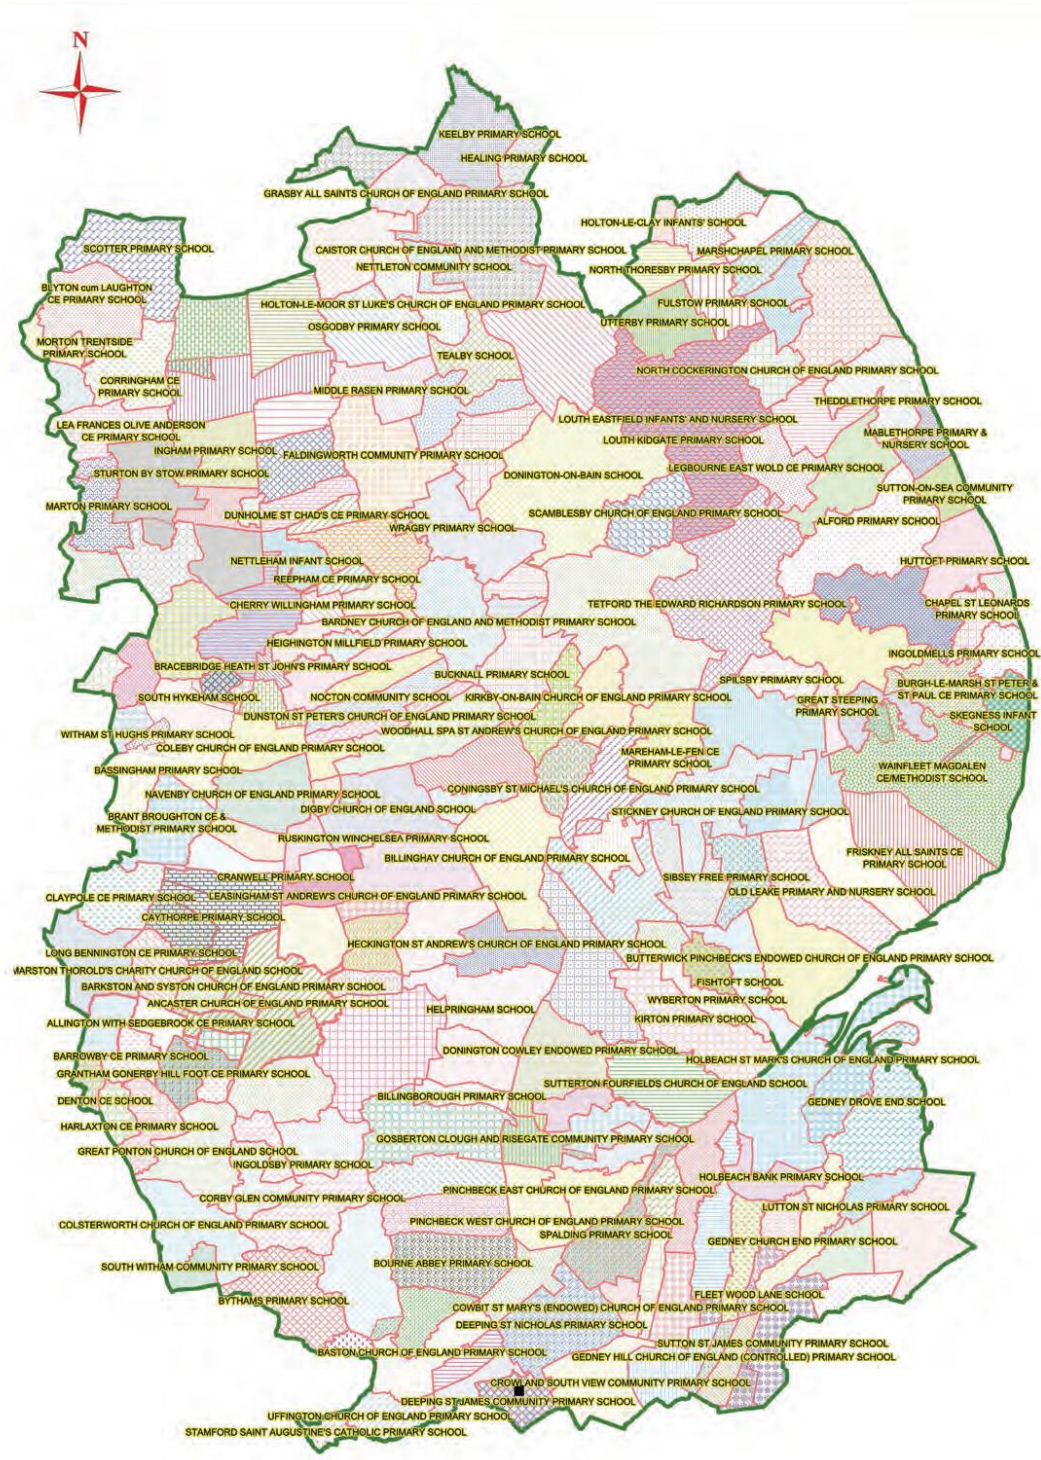 N
KEELBY PRIMARY SCHOOL
HEALING PRIMARY SCHOOL
GRASBY ALL SAINTS CHURCH OF ENGLAND PRIMARY SCHOOL
HOLTON-LE-CLAY INFANTS' SCHOOL
SCOTTER PRIMARY SCHOOL
CAISTOR CHURCH OF ENGLAND AND METHODIST PRIMARY SCHOOL
MARSHCHAPEL PRIMARY SCHOOL
NETTLETON COMMUNITY SCHOOL
NORTH THORESBY PRIMARY SCHOOL
BLYTON cum LAUGHTON
CE PRIMARY SCHOOL
HOLTON-LE-MOOR ST LUKE'S CHURCH OF ENGLAND PRIMARY SCHOOL
FULSTOW PRIMARY SCHOOL
OSGODBY PRIMARY SCHOOL
UTTERBY PRIMARY SCHOOL
MORTON TRENTSIDE
PRIMARY SCHOOL
TEALBY SCHOOL
NORTH COCKERINGTON CHURCH OF ENGLAND PRIMARY SCHOOL
CORRINGHAM CE
PRIMARY SCHOOL
MIDDLE RASEN PRIMARY SCHOOL
THEDDLETHORPE PRIMARY SCHOOL
LEA FRANCES OLIVE ANDERSON
CE PRIMARY SCHOOL
LOUTH EASTFIELD INFANTS' AND NURSERY SCHOOL
MABLETHORPE PRIMARY &
NURSERY SCHOOL
LOUTH KIDGATE PRIMARY SCHOOL
INGHAM PRIMARY SCHOOL
FALDINGWORTH COMMUNITY PRIMARY SCHOOL
STURTON BY STOW PRIMARY SCHOOL
DONINGTON-ON-BAIN SCHOOL
LEGBOURNE EAST WOLD CE PRIMARY SCHOOL
SUTTON-ON-SEA COMMUNITY
PRIMARY SCHOOL
MARTON PRIMARY SCHOOL
DUNHOLME ST CHAD'S CE PRIMARY SCHOOL
SCAMBLESBY CHURCH OF ENGLAND PRIMARY SCHOOL
ALFORD PRIMARY SCHOOL
WRAGBY PRIMARY SCHOOL
NETTLEHAM INFANT SCHOOL
HUTTOFT PRIMARY SCHOOL
REEPHAM CE PRIMARY SCHOOL
CHERRY WILLINGHAM PRIMARY SCHOOL
TETFORD THE EDWARD RICHARDSON PRIMARY SCHOOL
CHAPEL ST LEONARDS
PRIMARY SCHOOL
BARDNEY CHURCH OF ENGLAND AND METHODIST PRIMARY SCHOOL
HEIGHINGTON MILLFIELD PRIMARY SCHOOL
INGOLDMELLS PRIMARY SCHOOL
BRACEBRIDGE HEATH ST JOHN'S PRIMARY SCHOOL
BUCKNALL PRIMARY SCHOOL
SPILSBY PRIMARY SCHOOL
BURGH-LE-MARSH ST PETER &
ST PAUL CE PRIMARY SCHOOL
SOUTH HYKEHAM SCHOOL
NOCTON COMMUNITY SCHOOL
KIRKBY-ON-BAIN CHURCH OF ENGLAND PRIMARY SCHOOL
GREAT STEEPING
PRIMARY SCHOOL
DUNSTON ST PETER'S CHURCH OF ENGLAND PRIMARY SCHOOL
SKEGNESS INFANT
SCHOOL
WITHAM ST HUGHS PRIMARY SCHOOL
WOODHALL SPA ST ANDREW'S CHURCH OF ENGLAND PRIMARY SCHOOL
COLEBY CHURCH OF ENGLAND PRIMARY SCHOOL
MAREHAM-LE-FEN CE
PRIMARY SCHOOL
BASSINGHAM PRIMARY SCHOOL
WAINFLEET MAGDALEN
CE/METHODIST SCHOOL
NAVENBY CHURCH OF ENGLAND PRIMARY SCHOOL
CONINGSBY ST MICHAEL'S CHURCH OF ENGLAND PRIMARY SCHOOL
DIGBY CHURCH OF ENGLAND SCHOOL
STICKNEY CHURCH OF ENGLAND PRIMARY SCHOOL
BRANT BROUGHTON CE &
METHODIST PRIMARY SCHOOL
RUSKINGTON WINCHELSEA PRIMARY SCHOOL
BILLINGHAY CHURCH OF ENGLAND PRIMARY SCHOOL
FRISKNEY ALL SAINTS CE
PRIMARY SCHOOL
CRANWELL PRIMARY SCHOOL
SIBSEY FREE PRIMARY SCHOOL
CLAYPOLE CE PRIMARY SCHOOL
LEASINGHAM ST ANDREW'S CHURCH OF ENGLAND PRIMARY SCHOOL
OLD LEAKE PRIMARY AND NURSERY SCHOOL
CAYTHORPE PRIMARY SCHOOL
HECKINGTON ST ANDREW'S CHURCH OF ENGLAND PRIMARY SCHOOL
LONG BENNINGTON CE PRIMARY SCHOOL
BUTTERWICK PINCHBECK'S ENDOWED CHURCH OF ENGLAND PRIMARY SCHOOL
MARSTON THOROLD'S CHARITY CHURCH OF ENGLAND SCHOOL
BARKSTON AND SYSTON CHURCH OF ENGLAND PRIMARY SCHOOL
FISHTOFT SCHOOL
ANCASTER CHURCH OF ENGLAND PRIMARY SCHOOL
WYBERTON PRIMARY SCHOOL
HELPRINGHAM SCHOOL
KIRTON PRIMARY SCHOOL
ALLINGTON WITH SEDGEBROOK CE PRIMARY SCHOOL
DONINGTON COWLEY ENDOWED PRIMARY SCHOOL
BARROWBY CE PRIMARY SCHOOL
HOLBEACH ST MARK'S CHURCH OF ENGLAND PRIMARY SCHOOL
GRANTHAM GONERBY HILL FOOT CE PRIMARY SCHOOL
SUTTERTON FOURFIELDS CHURCH OF ENGLAND SCHOOL
DENTON CE SCHOOL
BILLINGBOROUGH PRIMARY SCHOOL
GEDNEY DROVE END SCHOOL
HARLAXTON CE PRIMARY SCHOOL
GOSBERTON CLOUGH AND RISEGATE COMMUNITY PRIMARY SCHOOL
GREAT PONTON CHURCH OF ENGLAND SCHOOL
INGOLDSBY PRIMARY SCHOOL
HOLBEACH BANK PRIMARY SCHOOL
PINCHBECK EAST CHURCH OF ENGLAND PRIMARY SCHOOL
CORBY GLEN COMMUNITY PRIMARY SCHOOL
LUTTON ST NICHOLAS PRIMARY SCHOOL
COLSTERWORTH CHURCH OF ENGLAND PRIMARY SCHOOL
PINCHBECK WEST CHURCH OF ENGLAND PRIMARY SCHOOL
SPALDING PRIMARY SCHOOL
GEDNEY CHURCH END PRIMARY SCHOOL
SOUTH WITHAM COMMUNITY PRIMARY SCHOOL
BOURNE ABBEY PRIMARY SCHOOL
FLEET WOOD LANE SCHOOL
BYTHAMS PRIMARY SCHOOL
COWBIT ST MARY'S (ENDOWED) CHURCH OF ENGLAND PRIMARY SCHOOL
DEEPING ST NICHOLAS PRIMARY SCHOOL
SUTTON ST JAMES COMMUNITY PRIMARY SCHOOL
BASTON CHURCH OF ENGLAND PRIMARY SCHOOL
GEDNEY HILL CHURCH OF ENGLAND (CONTROLLED) PRIMARY SCHOOL
CROWLAND SOUTH VIEW COMMUNITY PRIMARY SCHOOL
DEEPING ST JAMES COMMUNITY PRIMARY SCHOOL
UFFINGTON CHURCH OF ENGLAND PRIMARY SCHOOL
STAMFORD SAINT AUGUSTINE'S CATHOLIC PRIMARY SCHOOL